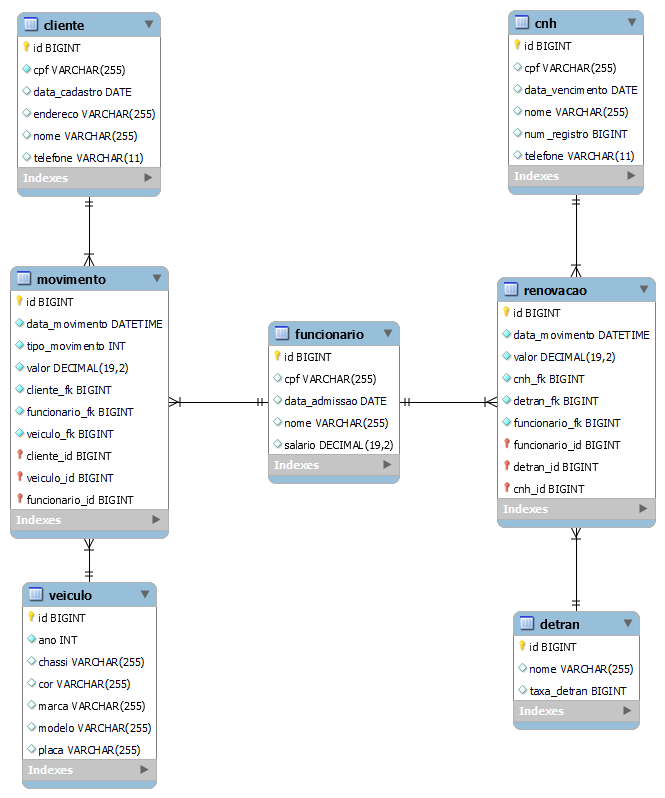 cliente
id BIGINT
cpf VARCHAR(255)
data_cadastro DATE
endereco VARCHAR(255)
nome VARCHAR(255)
telefone VARCHAR(11)
Indexes
cnh
id BIGINT
cpf VARCHAR(255)
data_vencimento DATE
nome VARCHAR(255)
num_registro BIGINT
telefone VARCHAR(11)
Indexes
movimento
id BIGINT
data_movimento DATETIME
tipo_movimento INT
valor DECIMAL(19,2)
cliente_fk BIGINT
funcionario_fk BIGINT
veiculo_fk BIGINT
cliente_id BIGINT
veiculo_id BIGINT
funcionario_id BIGINT
Indexes
funcionario
id BIGINT
cpf VARCHAR(255)
data_admissao DATE
nome VARCHAR(255)
salario DECIMAL(19,2)
Indexes
renovacao
id BIGINT
data_movimento DATETIME
valor DECIMAL(19,2)
cnh_fk BIGINT
detran_fk BIGINT
funcionario_fk BIGINT
funcionario_id BIGINT
detran_id BIGINT
cnh_id BIGINT
Indexes
veiculo
id BIGINT
ano INT
chassi VARCHAR(255)
cor VARCHAR(255)
marca VARCHAR(255)
modelo VARCHAR(255)
placa VARCHAR(255)
Indexes
detran
id BIGINT
nome VARCHAR(255)
taxa_detran BIGINT
Indexes